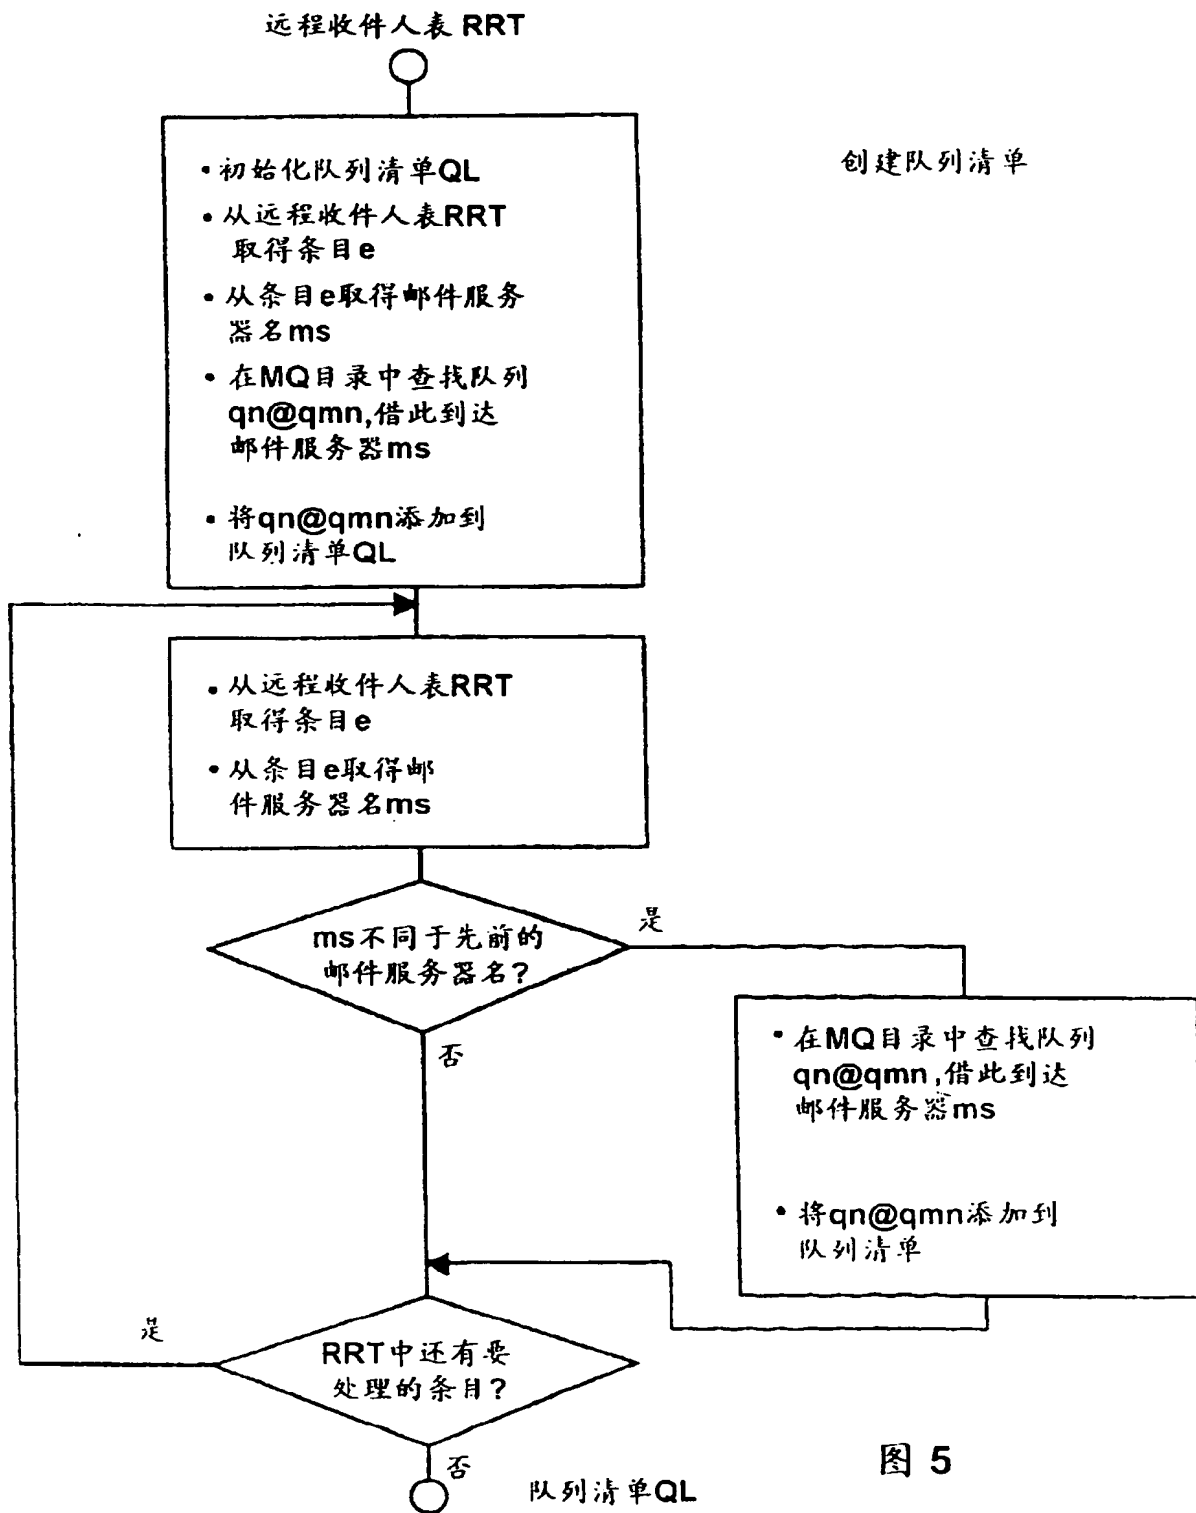 远程收件人表 RRT
创建队列清单
•初始化队列清单QL
•从远程收件人表RRT
取得条目e
•从条目e取得邮件服务
器名ms
•在MQ目录中查找队列
qn@qmn,借此到达
邮件服务器ms
•将qn@qmn添加到
队列清单QL
•从远程收件人表RRT
取得条目e
•从条目e取得邮
件服务器名ms
ms不同于先前的
邮件服务器名?
是
否
•在MQ目录中查找队列
qn@qmn,借此到达
邮件服务器ms
•将qn@qmn添加到
队列清单
是
RRT中还有要
处理的条目?
否
队列清单QL
图 5